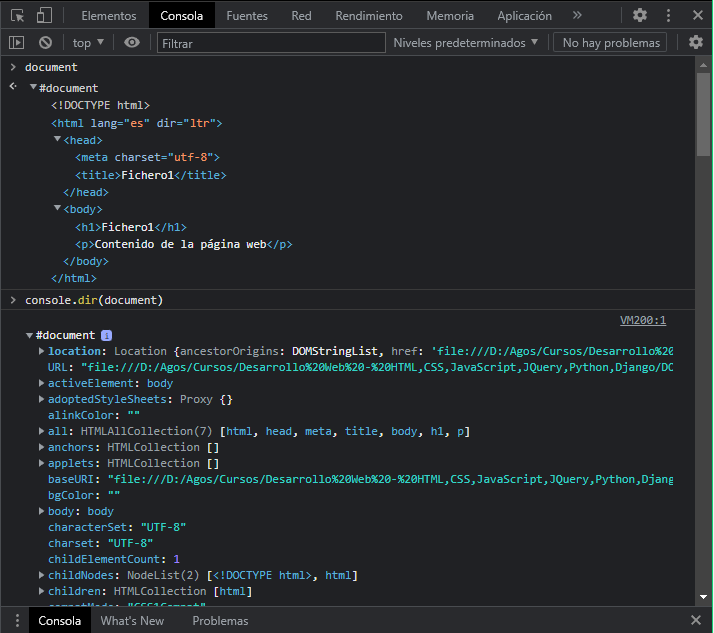 Elementos Consola Fuentes Red Rendimiento Memoria Aplicación »
top ▼ Filtrar Niveles predeterminados ▼ No hay problemas
> document
▼#document
<!DOCTYPE html>
<html lang="es" dir="ltr">
▼<head>
<meta charset="utf-8">
<title>Fichero1</title>
</head>
▼<body>
<h1>Fichero1</h1>
<p>Contenido de la página web</p>
</body>
</html>
> console.dir(document)
VM200:1
▼#document i
▶location: Location {ancestorOrigins: DOMStringList, href: 'file:///D:/Agos/Cursos/Desarrollo%20
URL: "file:///D:/Agos/Cursos/Desarrollo%20Web%20-%20HTML,CSS,JavaScript,JQuery,Python,Django/DO
▶activeElement: body
▶adoptedStyleSheets: Proxy {}
alinkColor: ""
▶all: HTMLAllCollection(7) [html, head, meta, title, body, h1, p]
▶anchors: HTMLCollection []
▶applets: HTMLCollection []
baseURI: "file:///D:/Agos/Cursos/Desarrollo%20Web%20-%20HTML,CSS,JavaScript,JQuery,Python,Djang
bgColor: ""
▶body: body
characterSet: "UTF-8"
charset: "UTF-8"
childElementCount: 1
▶childNodes: NodeList(2) [<!DOCTYPE html>, html]
▶children: HTMLCollection [html]
compatMode: "CSS1Compat"
Consola What's New Problemas